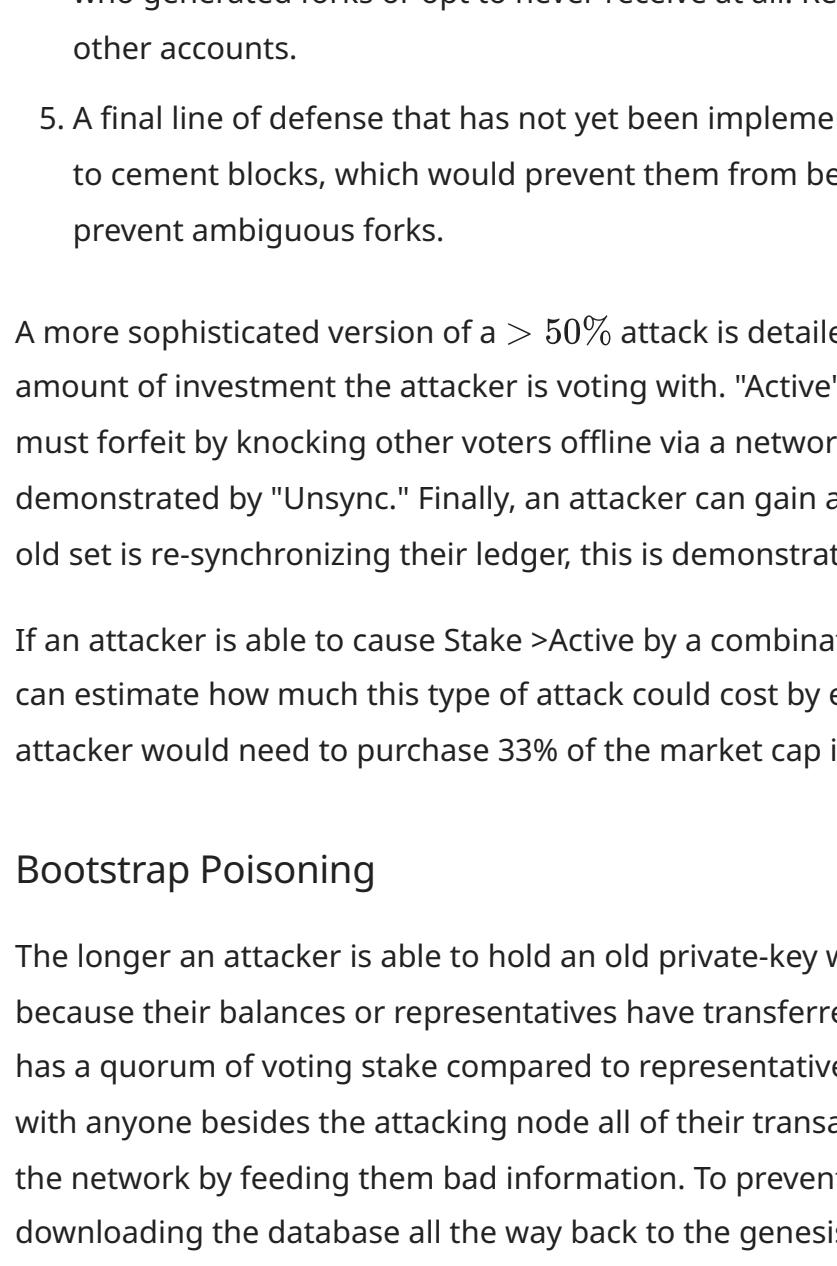 other accounts.
5. A final line of defense that has not yet been impleme
to cement blocks, which would prevent them from be
prevent ambiguous forks.
A more sophisticated version of a > 50% attack is detaile
amount of investment the attacker is voting with. "Active"
must forfeit by knocking other voters offline via a networ
demonstrated by "Unsync." Finally, an attacker can gain a
old set is re-synchronizing their ledger, this is demonstrat
If an attacker is able to cause Stake >Active by a combina
can estimate how much this type of attack could cost by e
attacker would need to purchase 33% of the market cap i
Bootstrap Poisoning
The longer an attacker is able to hold an old private-key w
because their balances or representatives have transferre
has a quorum of voting stake compared to representative
with anyone besides the attacking node all of their transa
the network by feeding them bad information. To preven
downloading the database all the way back to the genesis